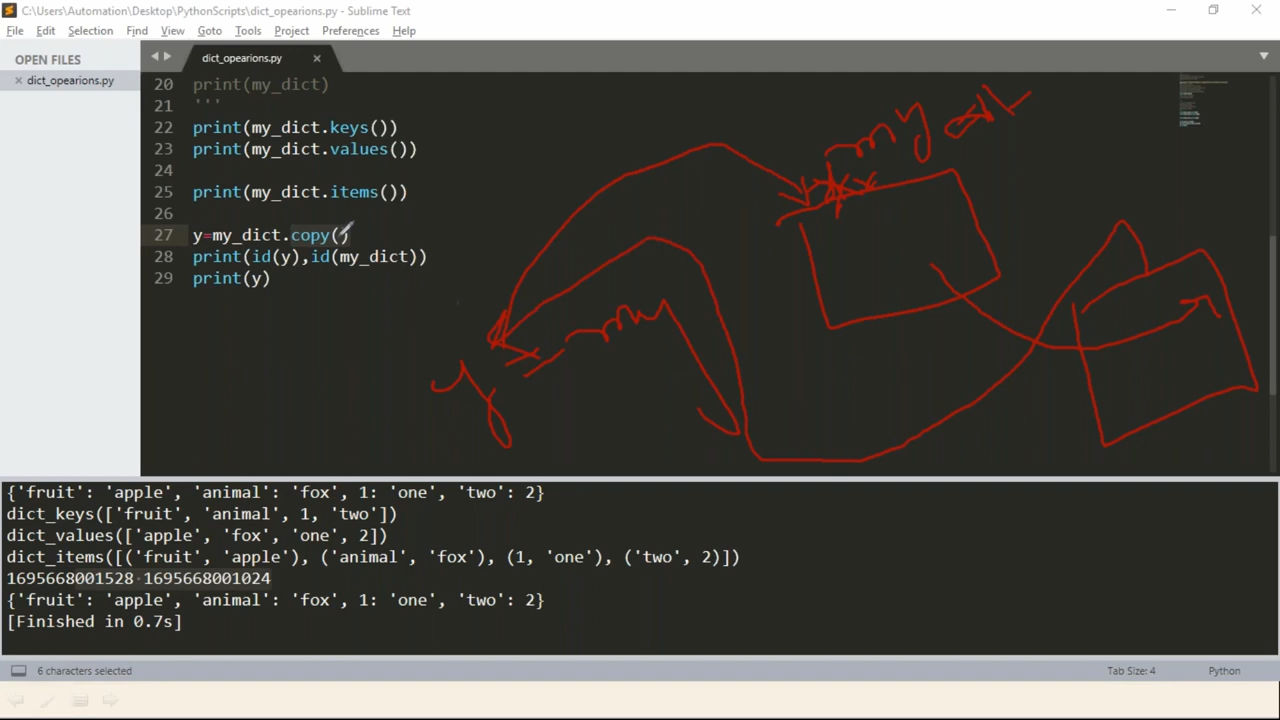 C:\Users\Automation\Desktop\PythonScripts\dict_opearions.py - Sublime Text
File Edit Selection Find View Goto Tools Project Preferences Help
OPEN FILES
dict_opearions.py
dict_opearions.py
20 print(my_dict)
21 '''
22 print(my_dict.keys())
23 print(my_dict.values())
24
25 print(my_dict.items())
26
27 y=my_dict.copy()
28 print(id(y),id(my_dict))
29 print(y)
y
{'fruit': 'apple', 'animal': 'fox', 1: 'one', 'two': 2}
dict_keys(['fruit', 'animal', 1, 'two'])
dict_values(['apple', 'fox', 'one', 2])
dict_items([('fruit', 'apple'), ('animal', 'fox'), (1, 'one'), ('two', 2)])
1695668001528 1695668001024
{'fruit': 'apple', 'animal': 'fox', 1: 'one', 'two': 2}
[Finished in 0.7s]
6 characters selected
Tab Size: 4
Python